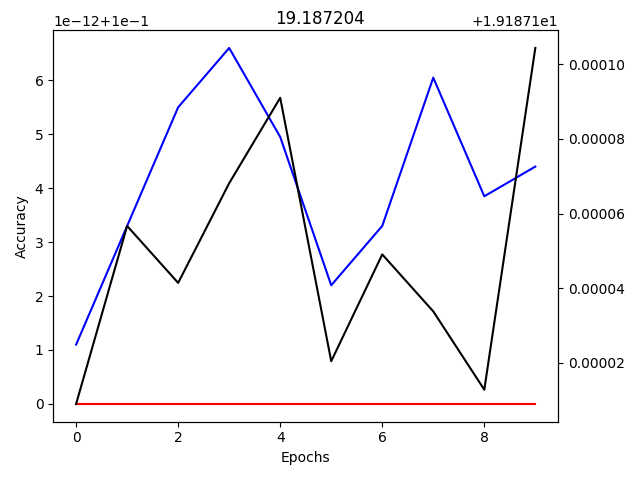 19.187204
1e-12+1e-1
+1.91871e1
6
5
4
3
2
1
0
Accuracy
0.00010
0.00008
0.00006
0.00004
0.00002
0 2 4 6 8
Epochs